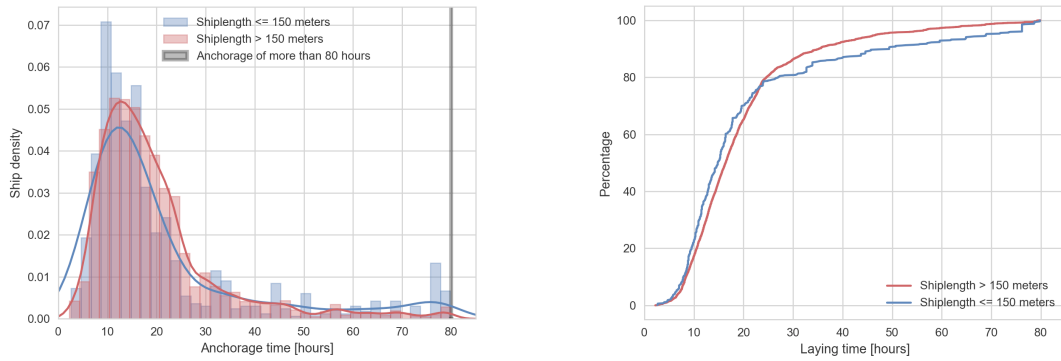 0.07
0.06
0.05
0.04
0.03
0.02
0.01
0.00
Ship density
Shiplength <= 150 meters
Shiplength > 150 meters
Anchorage of more than 80 hours
0 10 20 30 40 50 60 70 80
Anchorage time [hours]
100
80
60
40
20
0
Percentage
Shiplength > 150 meters
Shiplength <= 150 meters
0 10 20 30 40 50 60 70 80
Laying time [hours]